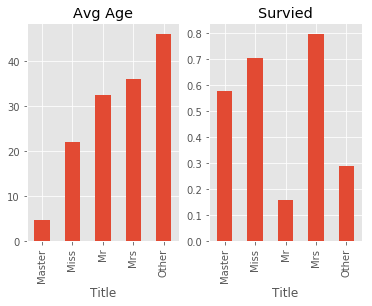 Avg Age
Survied
40
30
20
10
0
0.8
0.7
0.6
0.5
0.4
0.3
0.2
0.1
0.0
Master
Miss
Mr
Mrs
Other
Master
Miss
Mr
Mrs
Other
Title
Title